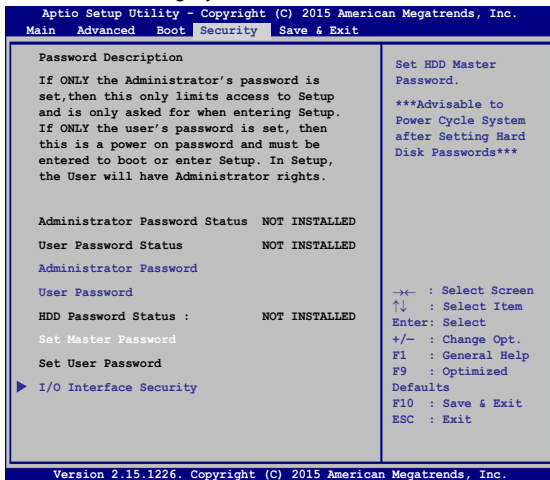 Aptio Setup Utility - Copyright (C) 2015 American Megatrends, Inc.
Main Advanced Boot Security Save & Exit
Password Description
If ONLY the Administrator's password is
set,then this only limits access to Setup
and is only asked for when entering Setup.
If ONLY the user's password is set, then
this is a power on password and must be
entered to boot or enter Setup. In Setup,
the User will have Administrator rights.
Administrator Password Status NOT INSTALLED
User Password Status NOT INSTALLED
Administrator Password
User Password
HDD Password Status : NOT INSTALLED
Set Master Password
Set User Password
I/O Interface Security
Set HDD Master
Password.
***Advisable to
Power Cycle System
after Setting Hard
Disk Passwords***
→← : Select Screen
↑↓ : Select Item
Enter: Select
+/— : Change Opt.
F1 : General Help
F9 : Optimized
Defaults
F10 : Save & Exit
ESC : Exit
Version 2.15.1226. Copyright (C) 2015 American Megatrends, Inc.